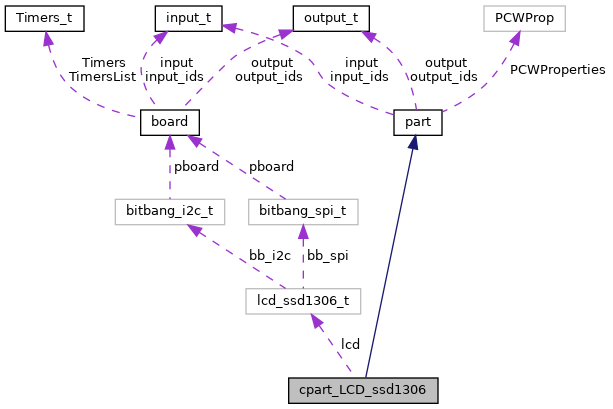 Timers_t
input_t
output_t
PCWProp
Timers
TimersList
input
input_ids
output
output_ids
input
input_ids
output
output_ids
PCWProperties
board
part
pboard
pboard
bitbang_i2c_t
bitbang_spi_t
bb_i2c
bb_spi
lcd_ssd1306_t
lcd
cpart_LCD_ssd1306